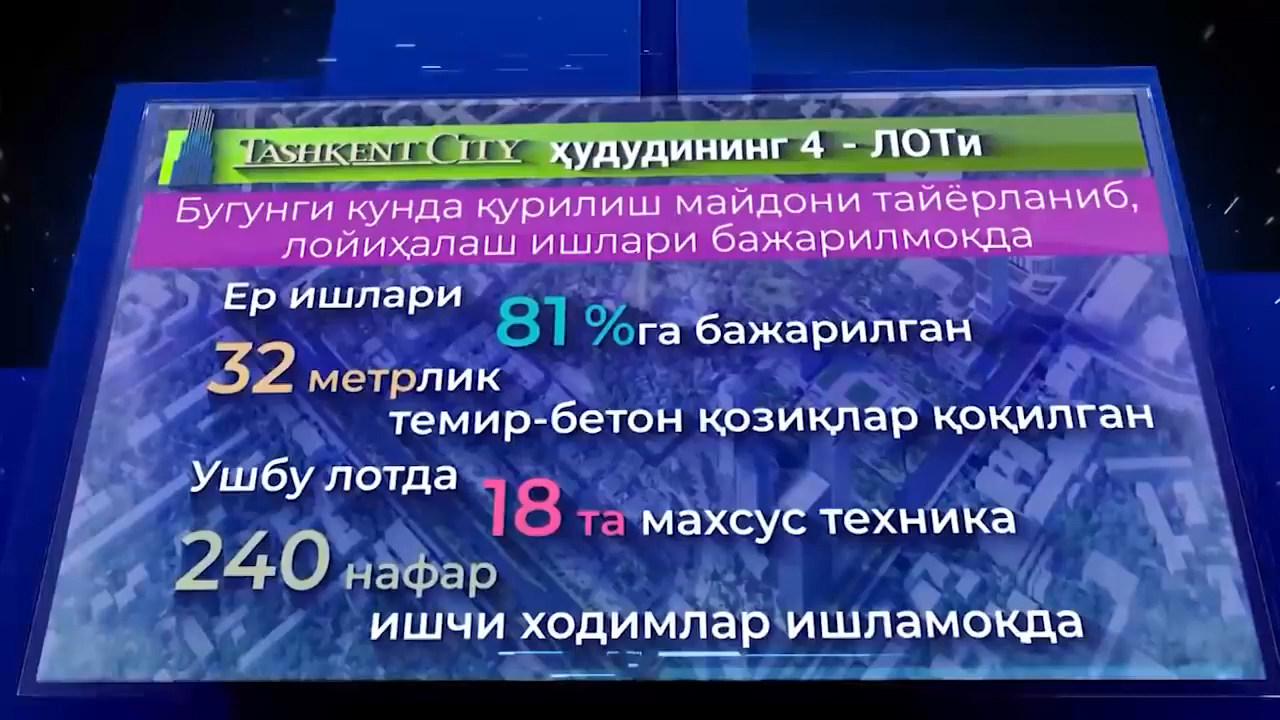 TASHKENT CITY ҳудудининг 4 - ЛОТи
Бугунги кунда қурилиш майдони тайёрланиб,
лойиҳалаш ишлари бажарилмоқда
Ер ишлари 81 %га бажарилган
32 метрлик
темир-бетон қозиқлар қоқилган
Ушбу лотда 18 та махсус техника
240 нафар
ишчи ходимлар ишламоқда